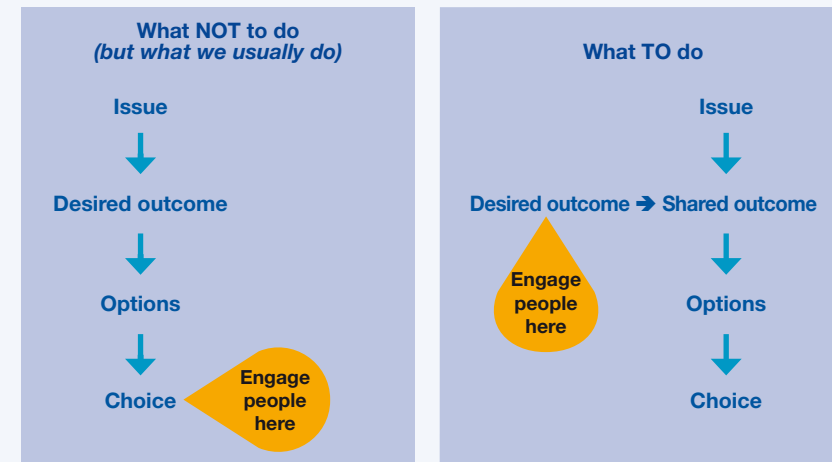 What NOT to do
(but what we usually do)
Issue
Desired outcome
Options
Choice
Engage
people
here
What TO do
Issue
Desired outcome ➔ Shared outcome
Engage
people
here
Options
Choice